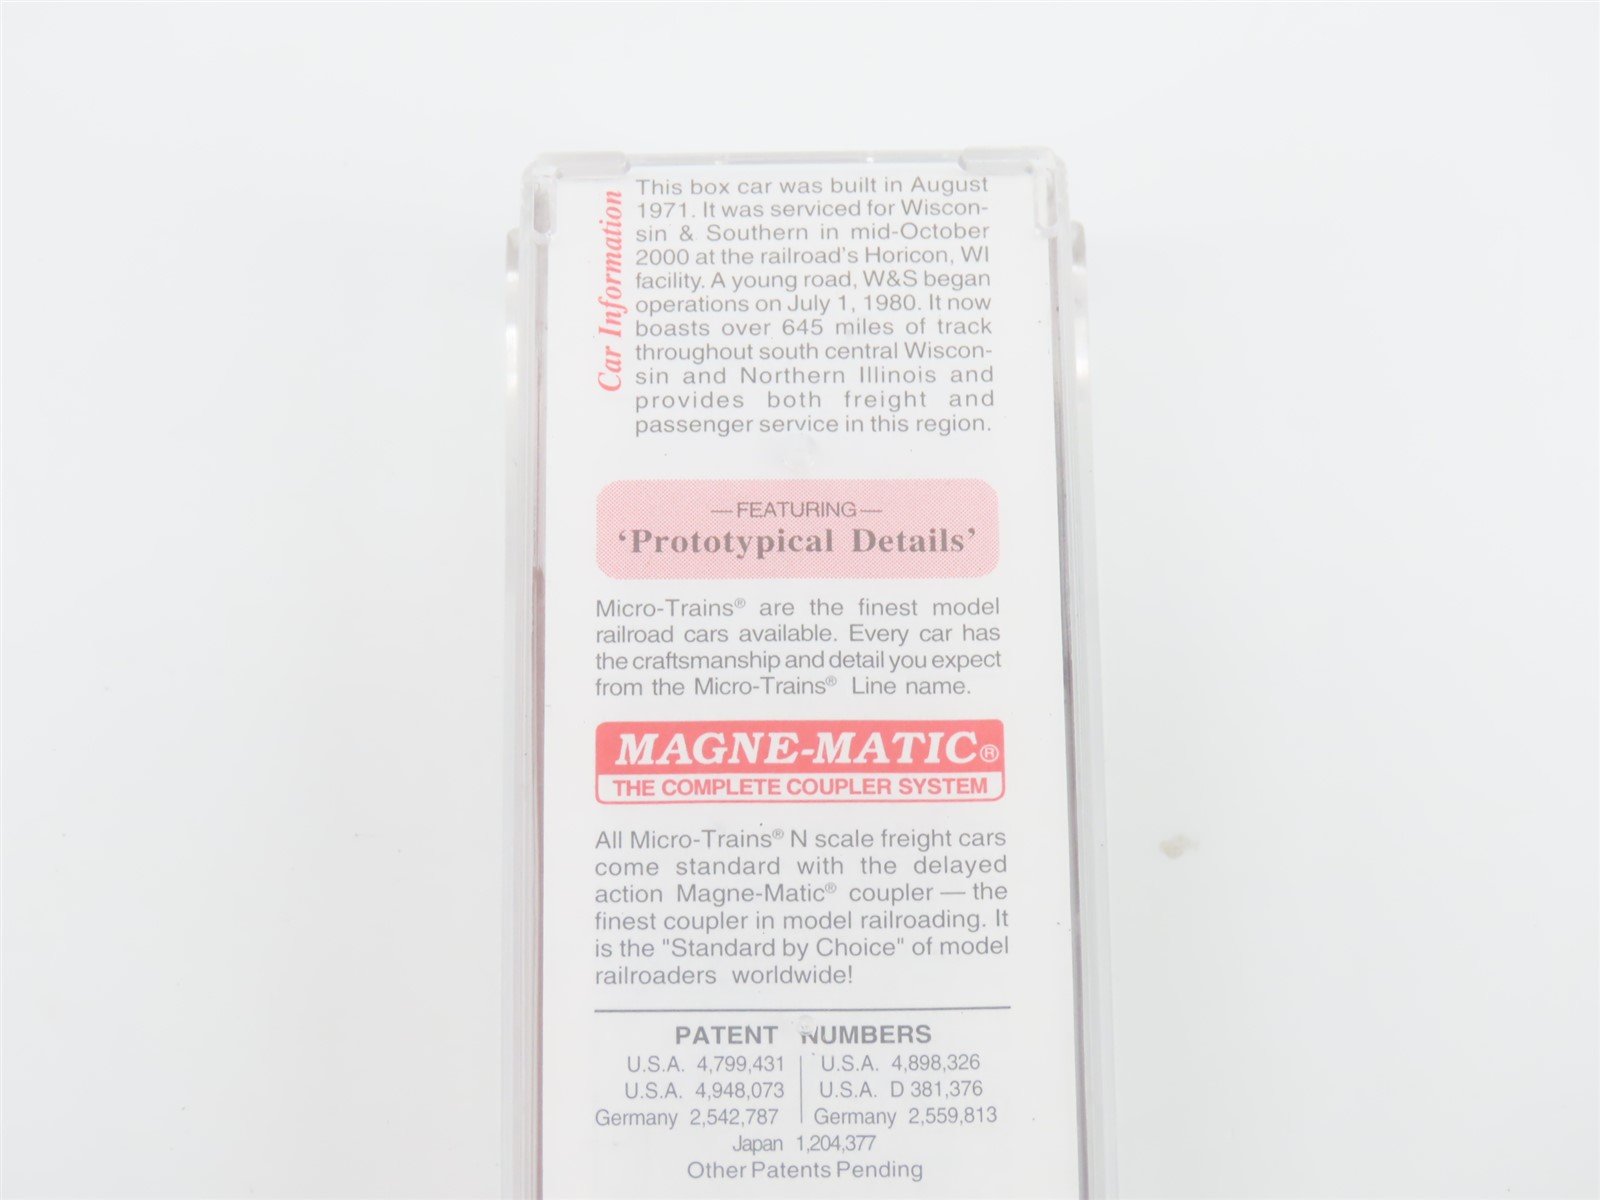 Car Information
This box car was built in August
1971. It was serviced for Wiscon-
sin & Southern in mid-October
2000 at the railroad's Horicon, WI
facility. A young road, W&S began
operations on July 1, 1980. It now
boasts over 645 miles of track
throughout south central Wiscon-
sin and Northern Illinois and
provides both freight and
passenger service in this region.
—FEATURING—
'Prototypical Details'
Micro-Trains® are the finest model
railroad cars available. Every car has
the craftsmanship and detail you expect
from the Micro-Trains® Line name.
MAGNE-MATIC®
THE COMPLETE COUPLER SYSTEM
All Micro-Trains® N scale freight cars
come standard with the delayed
action Magne-Matic® coupler — the
finest coupler in model railroading. It
is the "Standard by Choice" of model
railroaders worldwide!
PATENT NUMBERS
U.S.A. 4,799,431 | U.S.A. 4,898,326
U.S.A. 4,948,073 | U.S.A. D 381,376
Germany 2,542,787 | Germany 2,559,813
Japan 1,204,377
Other Patents Pending